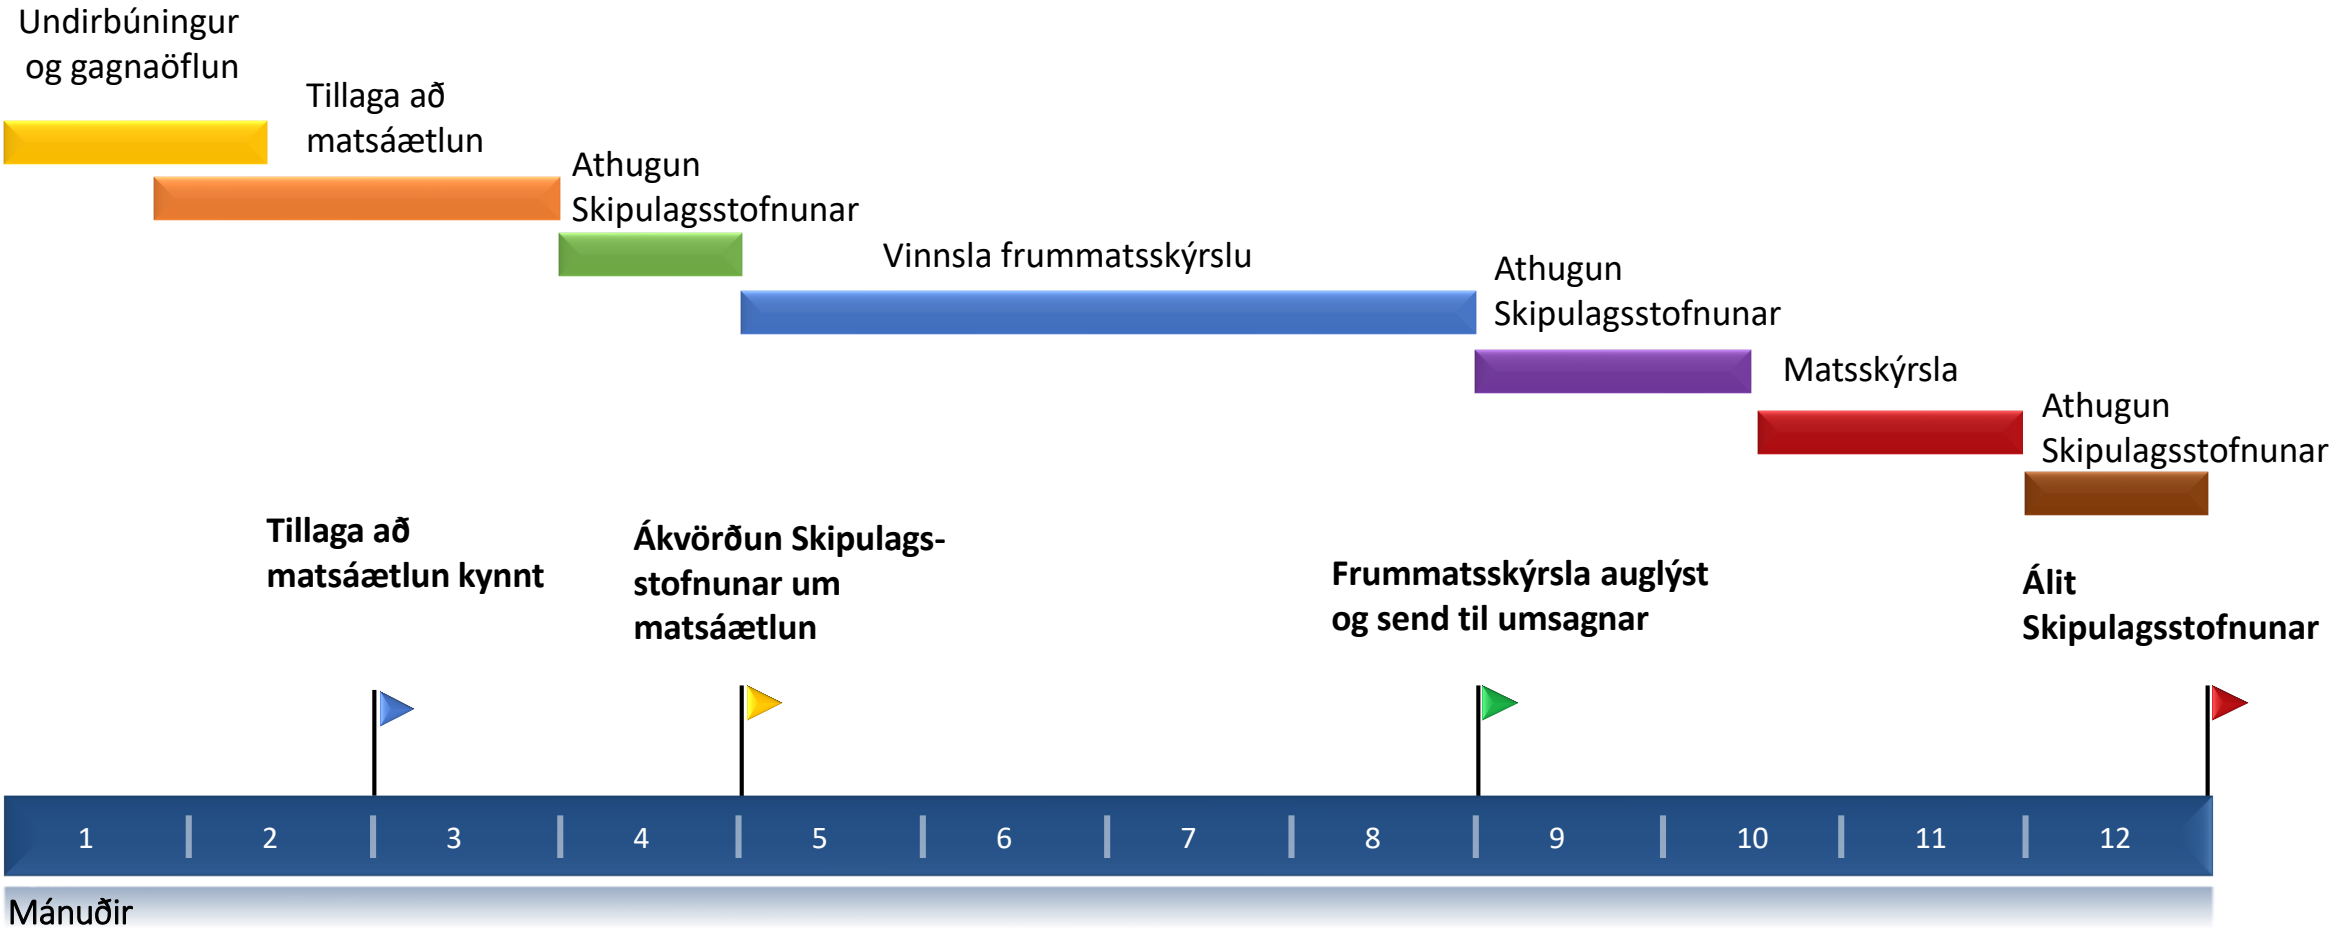 Undirbúningur
og gagnaöflun
Tillaga að
matsáætlun
Athugun
Skipulagsstofnunar
Vinnsla frummatsskýrslu
Athugun
Skipulagsstofnunar
Matsskýrsla
Athugun
Skipulagsstofnunar
Tillaga að
matsáætlun kynnt
Ákvörðun Skipulags-
stofnunar um
matsáætlun
Frummatsskýrsla auglýst
og send til umsagnar
Álit
Skipulagsstofnunar
1 2 3 4 5 6 7 8 9 10 11 12
Mánuðir